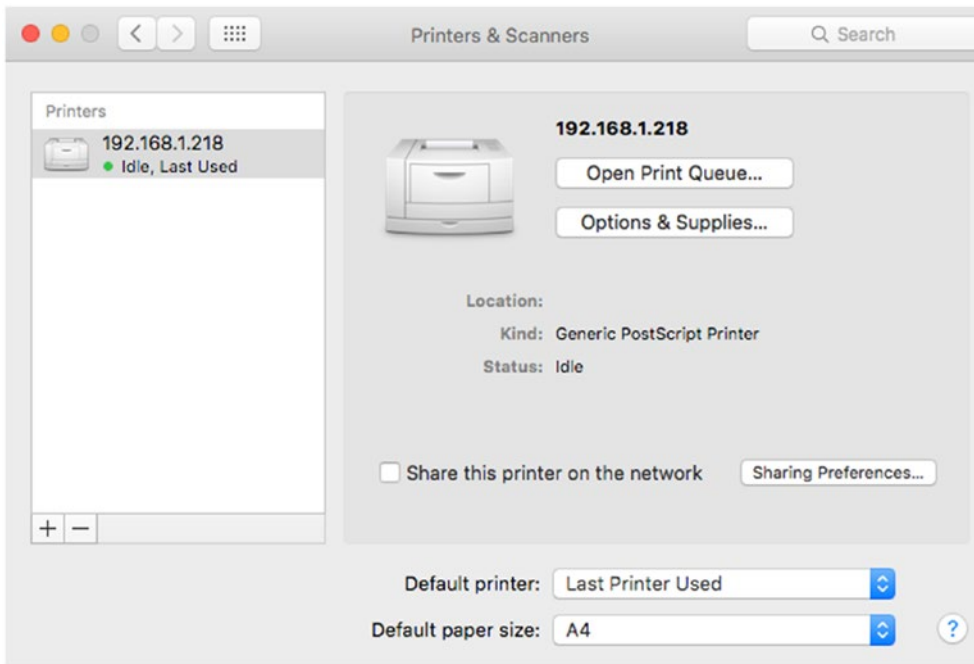 Printers & Scanners
Search
Printers
192.168.1.218
Idle, Last Used
192.168.1.218
Open Print Queue...
Options & Supplies...
Location:
Kind: Generic PostScript Printer
Status: Idle
Share this printer on the network
Sharing Preferences...
+ −
Default printer: Last Printer Used
Default paper size: A4
?